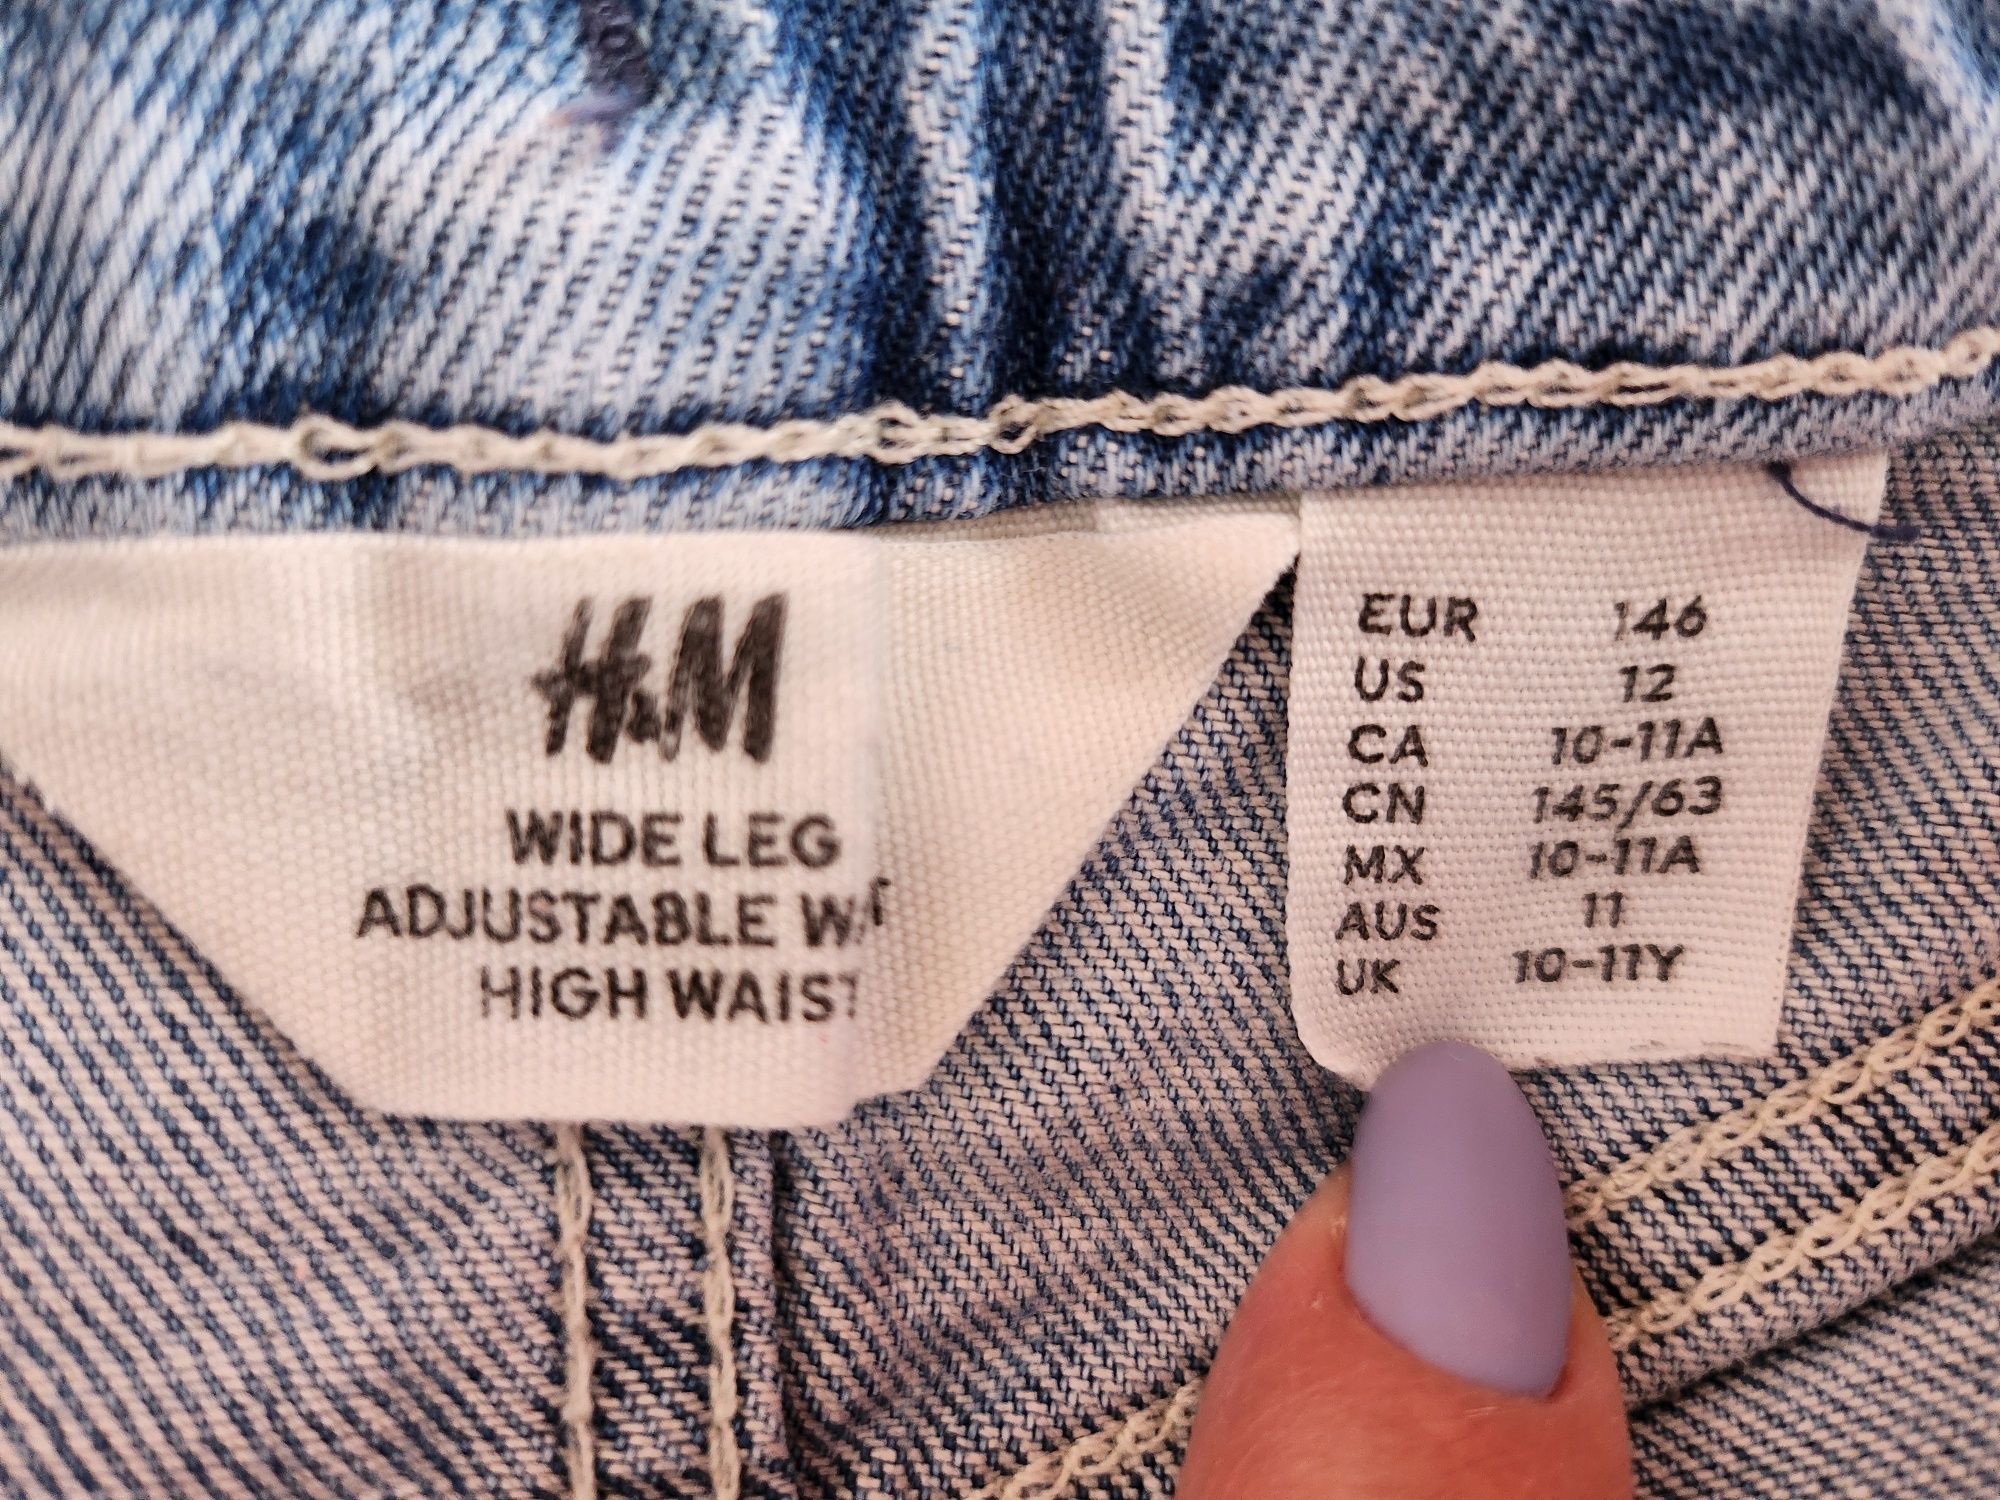 H&M
WIDE LEG
ADJUSTABLE
HIGH WAIST
EUR 146
US 12
CA 10-11A
CN 145/63
MX 10-11A
AUS 11
UK 10-11Y